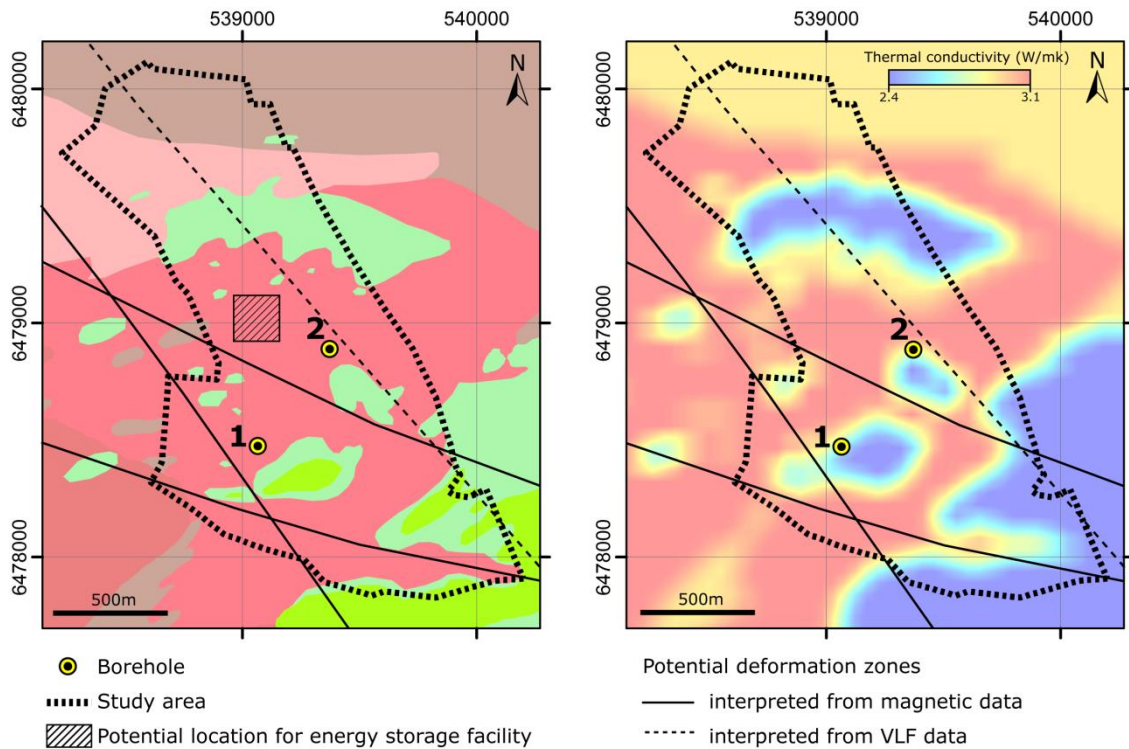 539000 540000 539000 540000
6480000 N 6480000 Thermal conductivity (W/mk) N
2.4 3.1
6479000 2 6479000 2
1 1
6478000 6478000
500m 500m
Borehole Potential deformation zones
Study area interpreted from magnetic data
Potential location for energy storage facility interpreted from VLF data